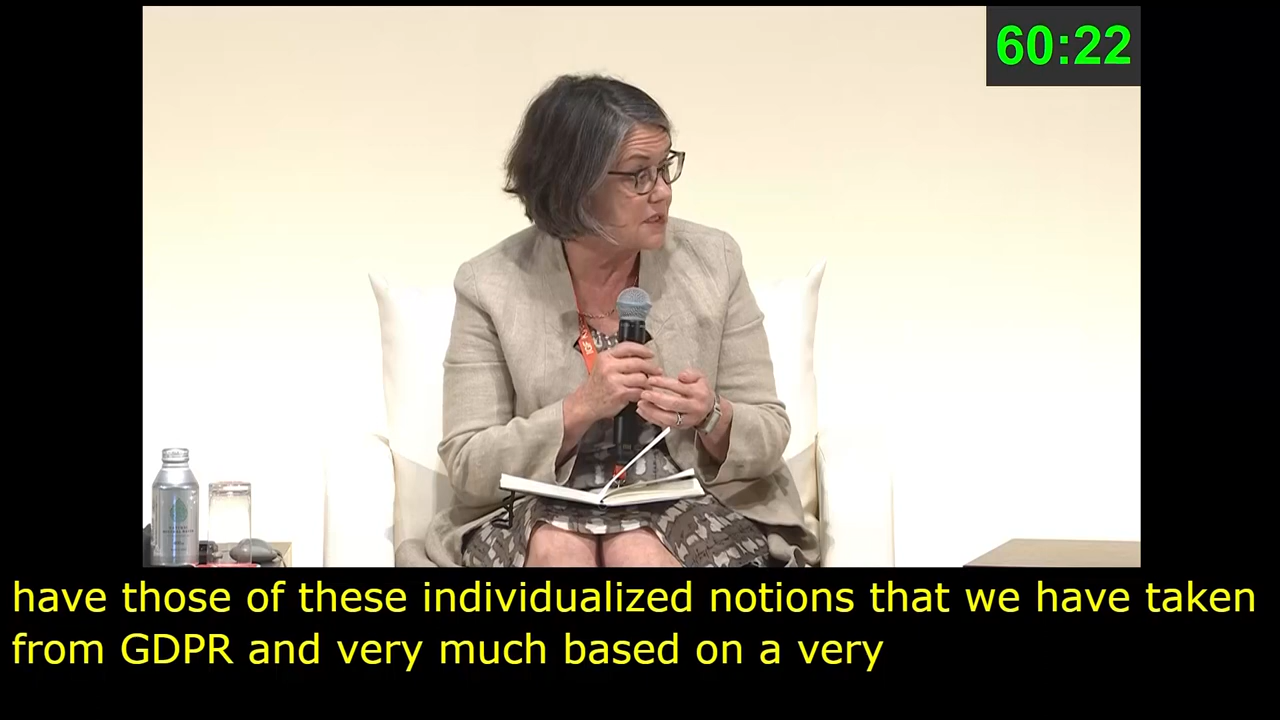 60:22
have those of these individualized notions that we have taken
from GDPR and very much based on a very